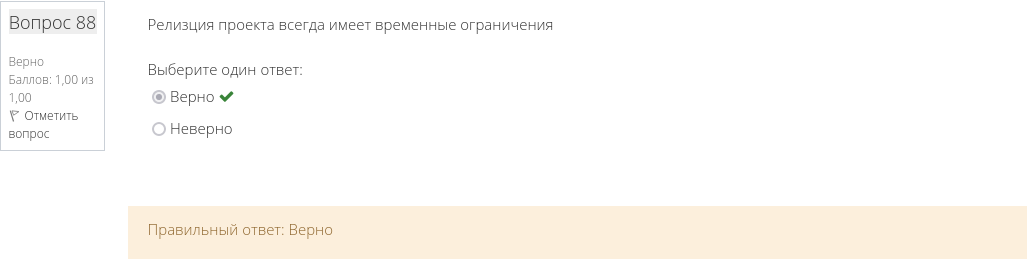 Вопрос 88
Верно
Баллов: 1,00 из
1,00
Отметить
вопрос
Релизция проекта всегда имеет временные ограничения
Выберите один ответ:
Верно
Неверно
Правильный ответ: Верно